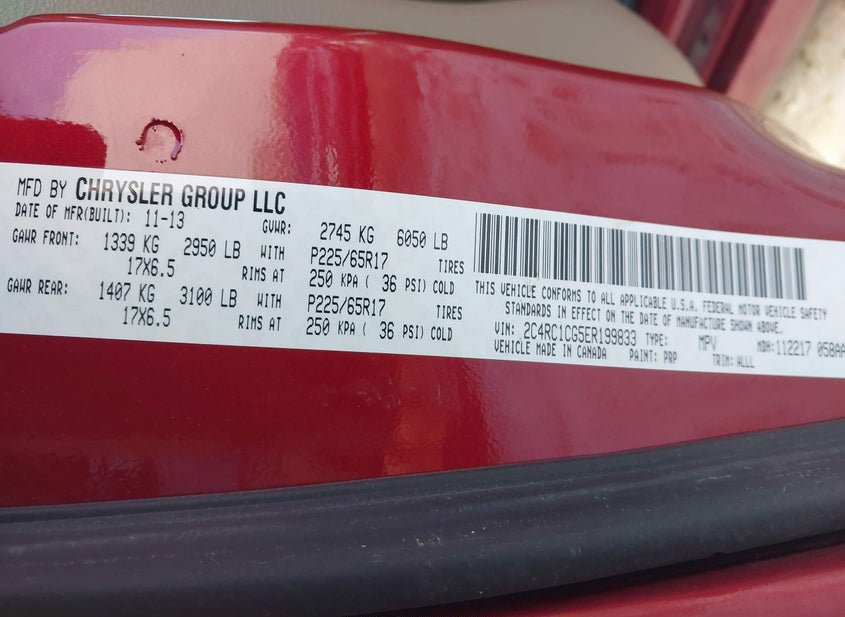 MFD BY CHRYSLER GROUP LLC
DATE OF MFR(BUILT): 11-13 GVWR: 2745 KG 6050 LB
GAWR FRONT: 1339 KG 2950 LB WITH P225/65R17 TIRES
17X6.5 RIMS AT 250 KPA ( 36 PSI) COLD
GAWR REAR: 1407 KG 3100 LB WITH P225/65R17 TIRES
17X6.5 RIMS AT 250 KPA ( 36 PSI) COLD
THIS VEHICLE CONFORMS TO ALL APPLICABLE U.S.A. FEDERAL MOTOR VEHICLE SAFETY
STANDARDS IN EFFECT ON THE DATE OF MANUFACTURE SHOWN ABOVE.
VIN: 2C4RC1CG5ER199833 TYPE: MPV MDH: 112217 058AA
VEHICLE MADE IN CANADA PAINT: PRP TRIM: ALLL